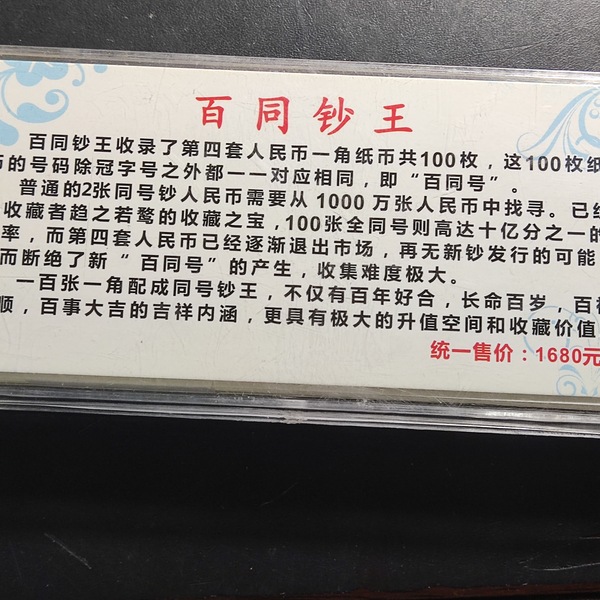 百同钞王
百同钞王收录了第四套人民币一角纸币共100枚，这100枚纸
的号码除冠字号之外都一一对应相同，即“百同号”。
普通的2张同号钞人民币需要从 1000 万张人民币中找寻。已
收藏者趋之若鹜的收藏之宝,100张全同号则高达十亿分之一的
率，而第四套人民币已经逐渐退出市场，再无新钞发行的可能
而断绝了新“百同号”的产生，收集难度极大。
一百张一角配成同号钞王，不仅有百年好合，长命百岁，百
顺，百事大吉的吉祥内涵，更具有极大的升值空间和收藏价值
统一售价：1680元